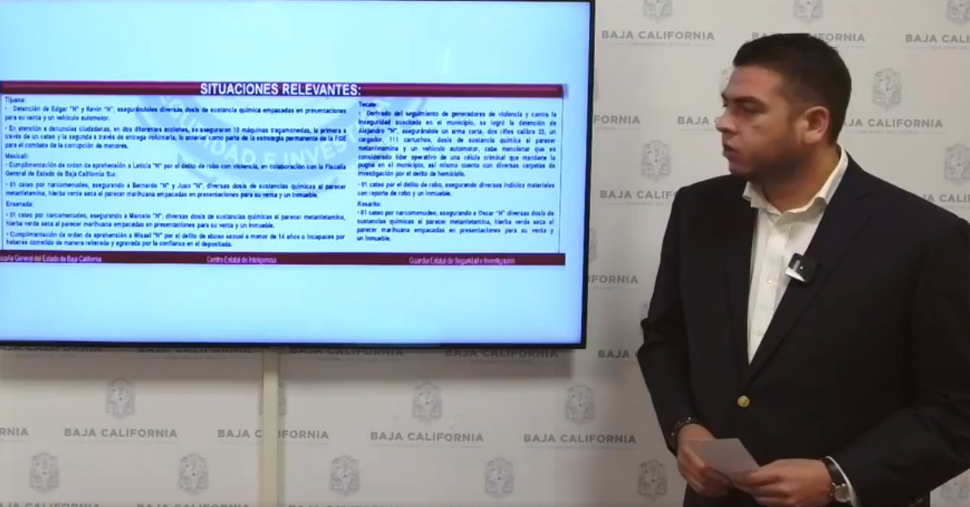 SITUACIONES RELEVANTES:
Tijuana:
- Detención de Edgar "N" y Kevin "N", asegurándoles diversas dosis de sustancia química empacadas en presentaciones
para su venta y un vehículo automotor.
- En atención a denuncias ciudadanas, en dos diferentes acciones, se aseguraron 10 máquinas tragamonedas, la primera a
través de un cateo y la segunda a través de entrega voluntaria, lo anterior como parte de la estrategia permanente de la FGE
para el combate de la corrupción de menores.
Mexicali:
- Cumplimentación de orden de aprehensión a Leticia "N" por el delito de robo con violencia, en colaboración con la Fiscalía
General de Estado de Baja California Sur.
- 01 cateo por narcomenudeo, asegurando a Bernardo "N" y Juan "N", diversas dosis de sustancias químicas al parecer
metanfetamina, hierba verde seca al parecer marihuana empacadas en presentaciones para su venta y un inmueble.
Ensenada:
- 01 cateo por narcomenudeo, asegurando a Marcelo "N", diversas dosis de sustancias químicas al parecer metanfetamina,
hierba verde seca al parecer marihuana empacadas en presentaciones para su venta y un inmueble.
- Cumplimentación de orden de aprehensión a Misael "N" por el delito de abuso sexual a menor de 14 años o incapaces por
haberse cometido de manera reiterada y agravada por la confianza en el depositada.
Tecate:
- Derivado del seguimiento de generadores de violencia y contra la
inseguridad suscitada en el municipio, se logró la detención de
Alejandro "N", asegurándole un arma corta, dos rifles calibre 22, un
cargador, 111 cartuchos, dosis de sustancia química al parecer
metanfetamina y un vehículo automotor, cabe mencionar que es
considerado líder operativo de una célula criminal que mantiene la
pugna en el municipio, así mismo cuenta con diversas carpetas de
investigación por el delito de homicidio.
- 01 cateo por el delito de robo, asegurando diversos indicios materiales
con reporte de robo y un inmueble.
Rosarito:
- 01 cateo por narcomenudeo, asegurando a Oscar "N" diversas dosis de
sustancias químicas al parecer metanfetamina, hierba verde seca al
parecer marihuana empacadas en presentaciones para su venta y
un inmueble.
Fiscalía General del Estado de Baja California
Centro Estatal de Inteligencia
Guardia Estatal de Seguridad e Investigación
BAJA CALIFORNIA
BAJA CALIFORNIA
BAJA CALIFORNIA
BAJA CALIFORNIA
BAJA CALIFORNIA
BAJA CALIFORNIA
BAJA CALIFORNIA